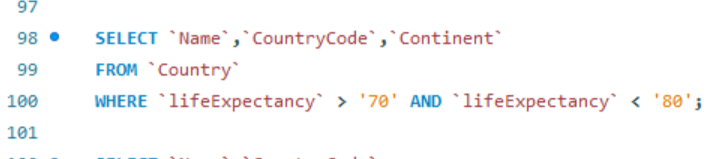 97
98 SELECT `Name`,`CountryCode`,`Continent`
99 FROM `Country`
100 WHERE `lifeExpectancy` > '70' AND `lifeExpectancy` < '80';
101